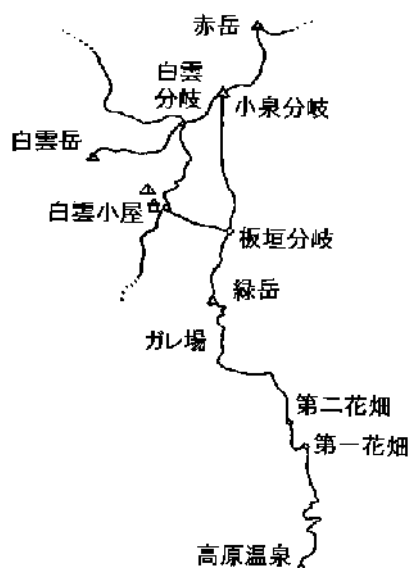 赤岳
白雲
分岐
小泉分岐
白雲岳
白雲小屋
板垣分岐
緑岳
ガレ場
第二花畑
第一花畑
高原温泉